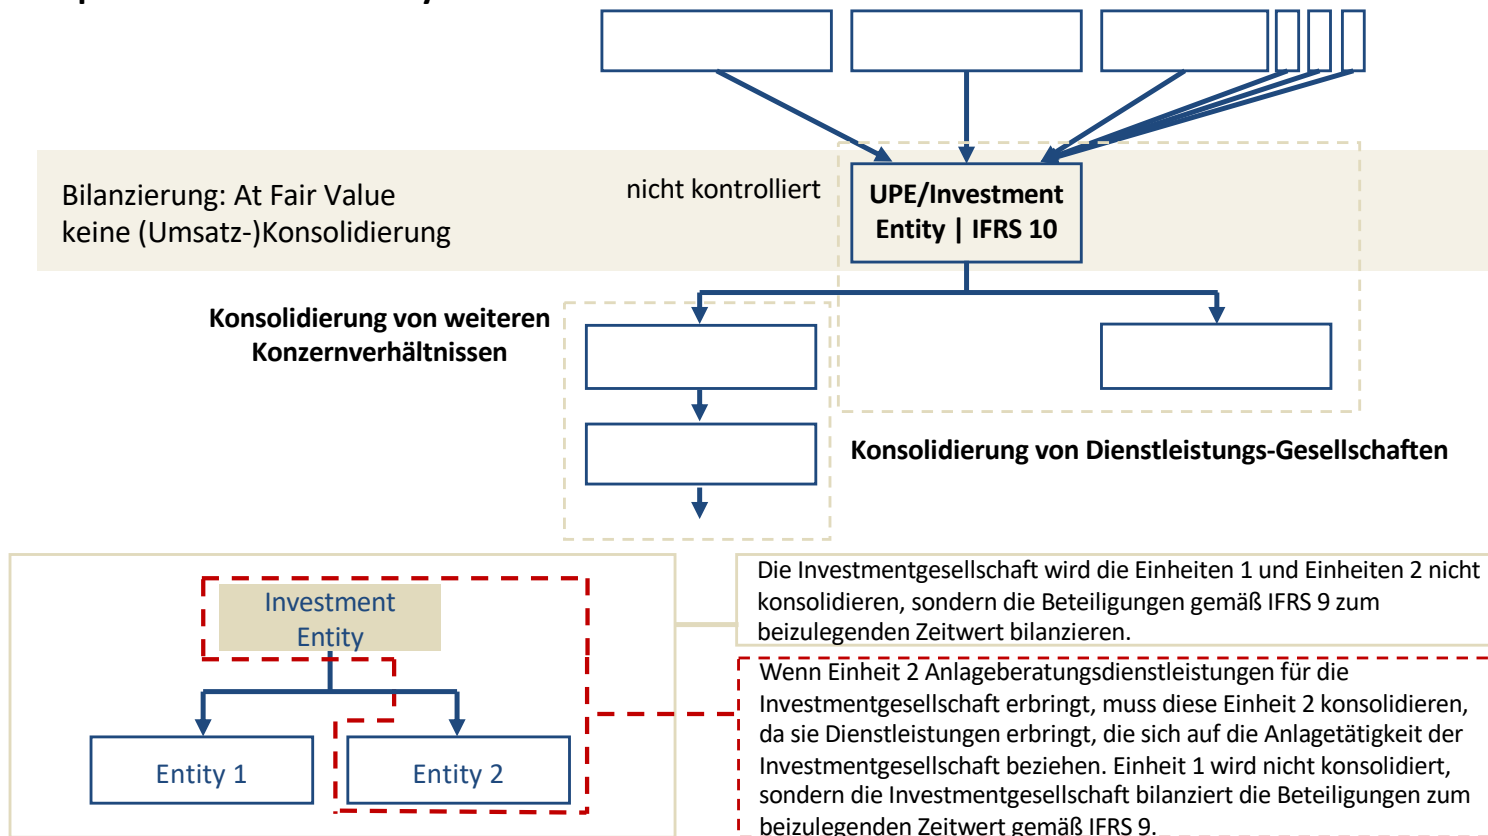 Bilanzierung: At Fair Value
keine (Umsatz-)Konsolidierung
nicht kontrolliert
UPE/Investment
Entity | IFRS 10
Konsolidierung von weiteren
Konzernverhältnissen
Konsolidierung von Dienstleistungs-Gesellschaften
Investment
Entity
Entity 1
Entity 2
Die Investmentgesellschaft wird die Einheiten 1 und Einheiten 2 nicht
konsolidieren, sondern die Beteiligungen gemäß IFRS 9 zum
beizulegenden Zeitwert bilanzieren.
Wenn Einheit 2 Anlageberatungsdienstleistungen für die
Investmentgesellschaft erbringt, muss diese Einheit 2 konsolidieren,
da sie Dienstleistungen erbringt, die sich auf die Anlagetätigkeit der
Investmentgesellschaft beziehen. Einheit 1 wird nicht konsolidiert,
sondern die Investmentgesellschaft bilanziert die Beteiligungen zum
beizulegenden Zeitwert gemäß IFRS 9.